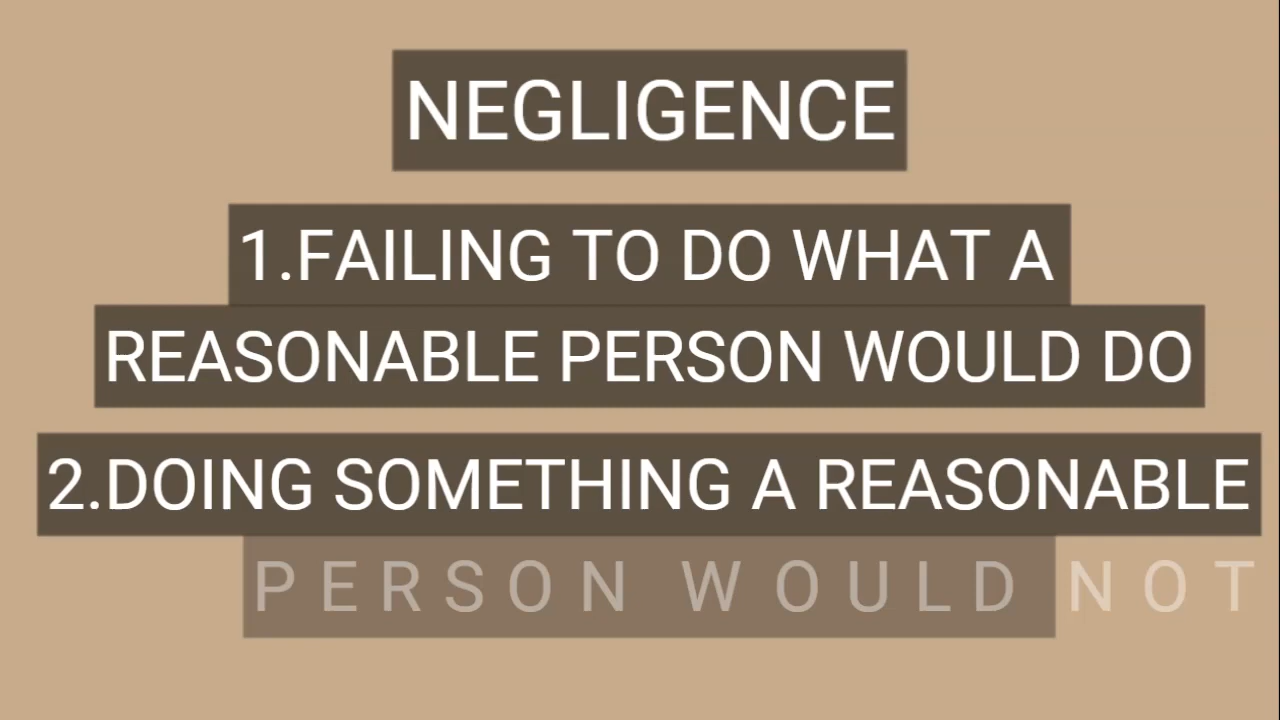 NEGLIGENCE
1.FAILING TO DO WHAT A
REASONABLE PERSON WOULD DO
2.DOING SOMETHING A REASONABLE
PERSON WOULD NOT